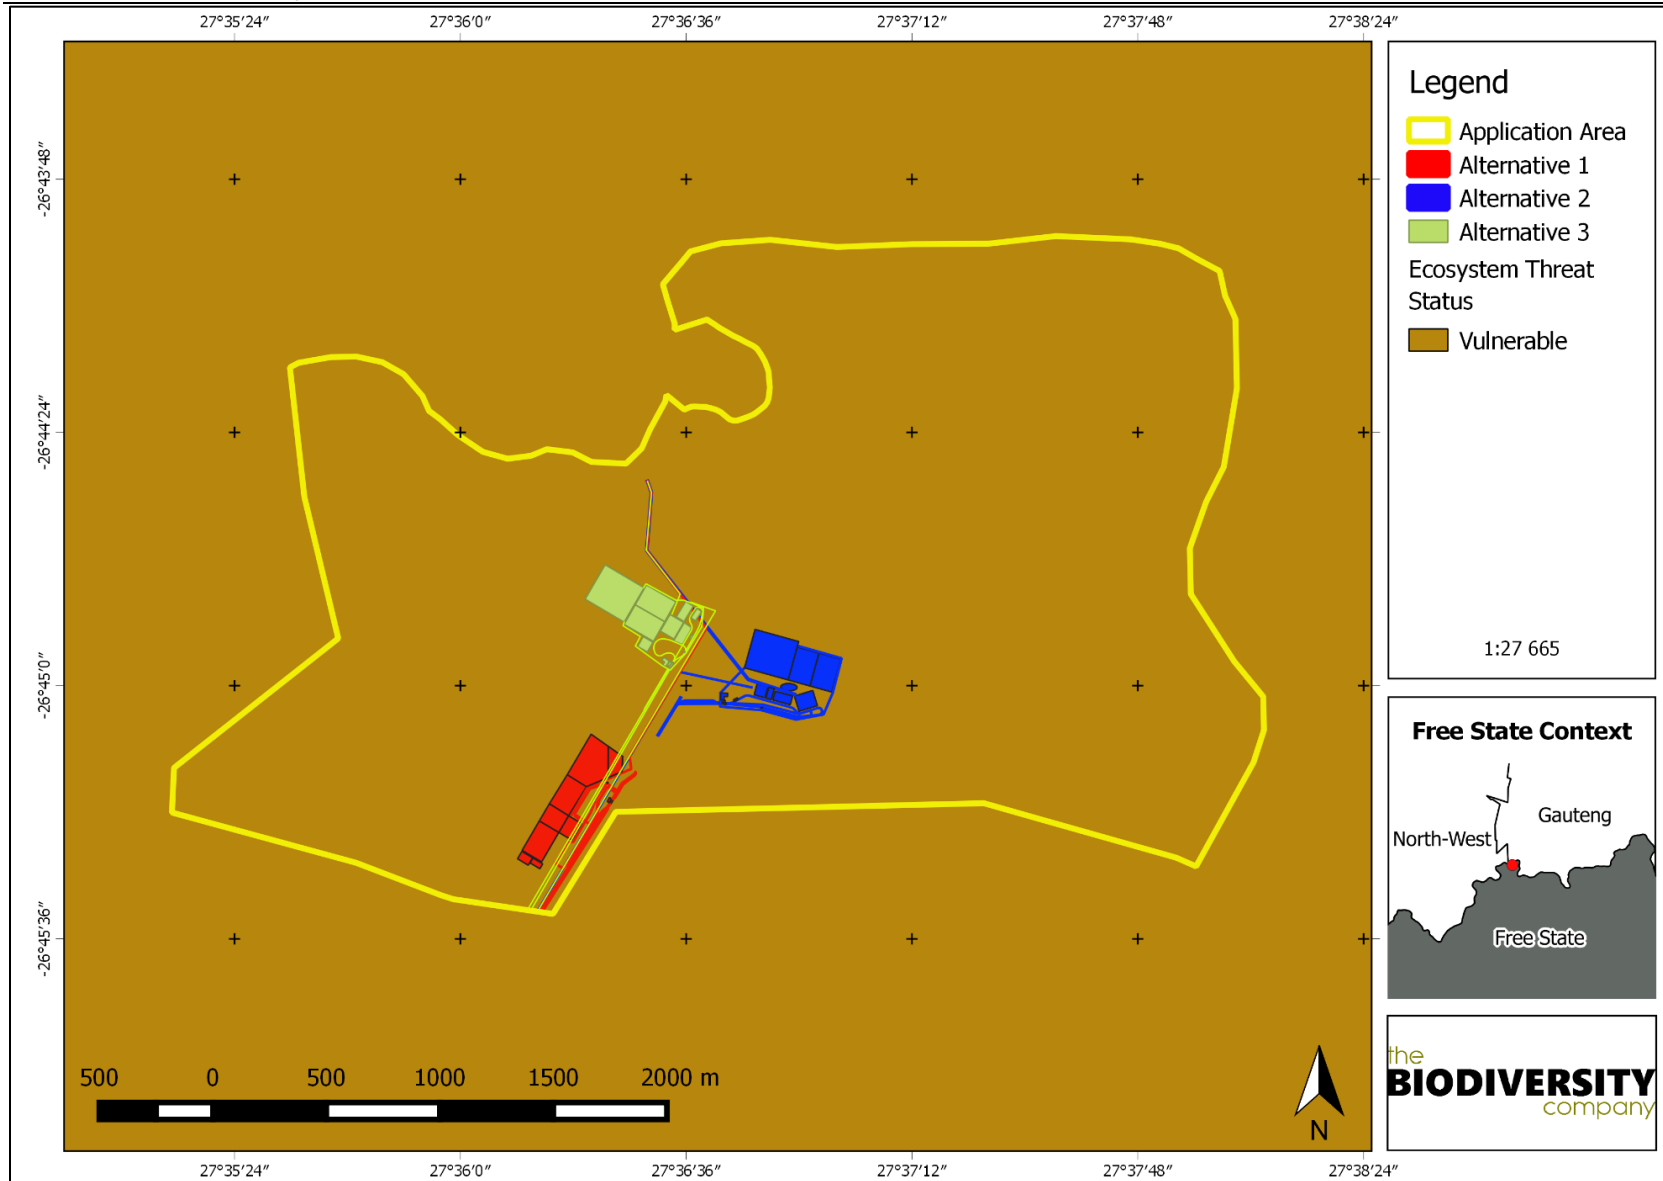 27°35′24″ 27°36′0″ 27°36′36″ 27°37′12″ 27°37′48″ 27°38′24″
-26°43′48″
-26°44′24″
-26°45′0″
-26°45′36″
500 0 500 1000 1500 2000 m
N
27°35′24″ 27°36′0″ 27°36′36″ 27°37′12″ 27°37′48″ 27°38′24″
Legend
Application Area
Alternative 1
Alternative 2
Alternative 3
Ecosystem Threat
Status
Vulnerable
1:27 665
Free State Context
Gauteng
North-West
Free State
the
BIODIVERSITY
company